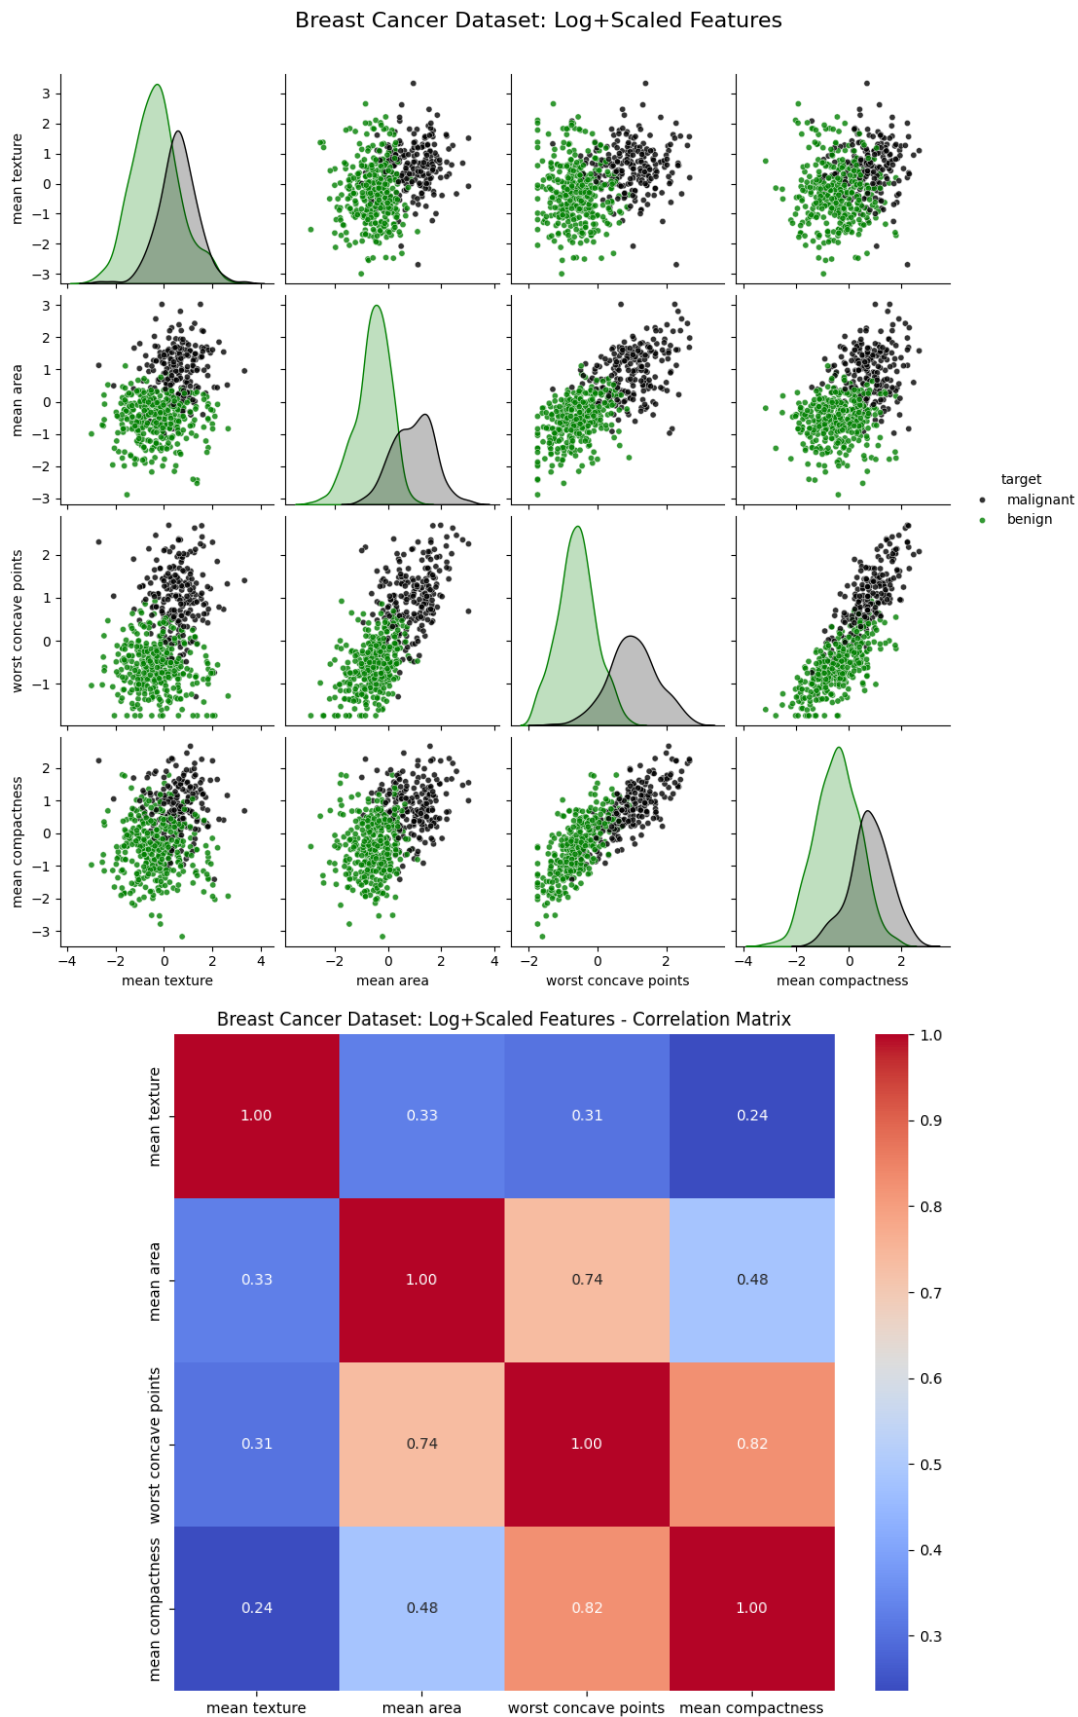 Breast Cancer Dataset: Log+Scaled Features
mean texture
3
2
1
0
−1
−2
−3
mean area
3
2
1
0
−1
−2
−3
target
malignant
benign
worst concave points
2
1
0
−1
mean compactness
2
1
0
−1
−2
−3
−4 −2 0 2 4
−4 −2 0 2 4
−2 0 2
−4 −2 0 2
mean texture mean area worst concave points mean compactness
Breast Cancer Dataset: Log+Scaled Features - Correlation Matrix
mean texture
1.00 0.33 0.31 0.24
mean area
0.33 1.00 0.74 0.48
worst concave points
0.31 0.74 1.00 0.82
mean compactness
0.24 0.48 0.82 1.00
mean texture mean area worst concave points mean compactness
1.0
0.9
0.8
0.7
0.6
0.5
0.4
0.3